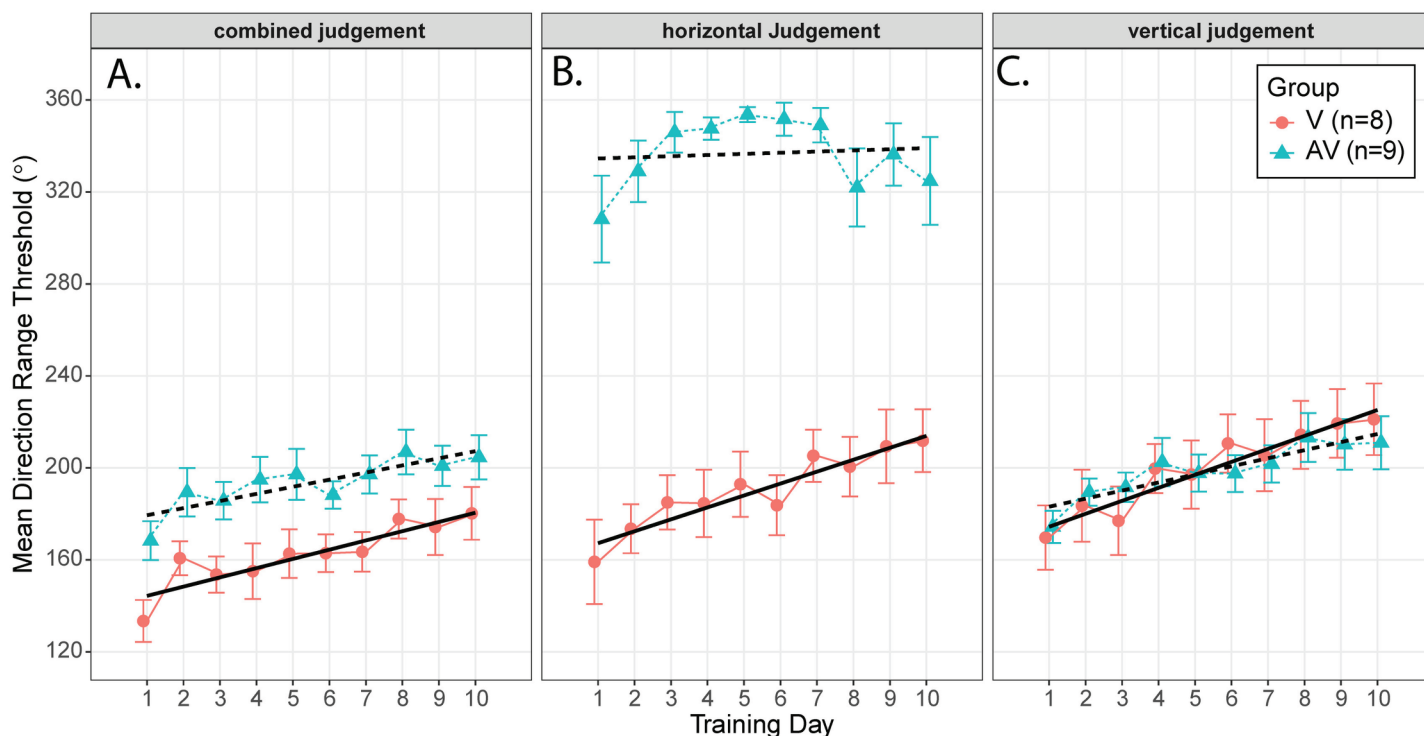 combined judgement
horizontal Judgement
vertical judgement
A.
B.
C.
Group
V (n=8)
AV (n=9)
Mean Direction Range Threshold (°)
360
320
280
240
200
160
120
1 2 3 4 5 6 7 8 9 10
1 2 3 4 5 6 7 8 9 10
1 2 3 4 5 6 7 8 9 10
Training Day